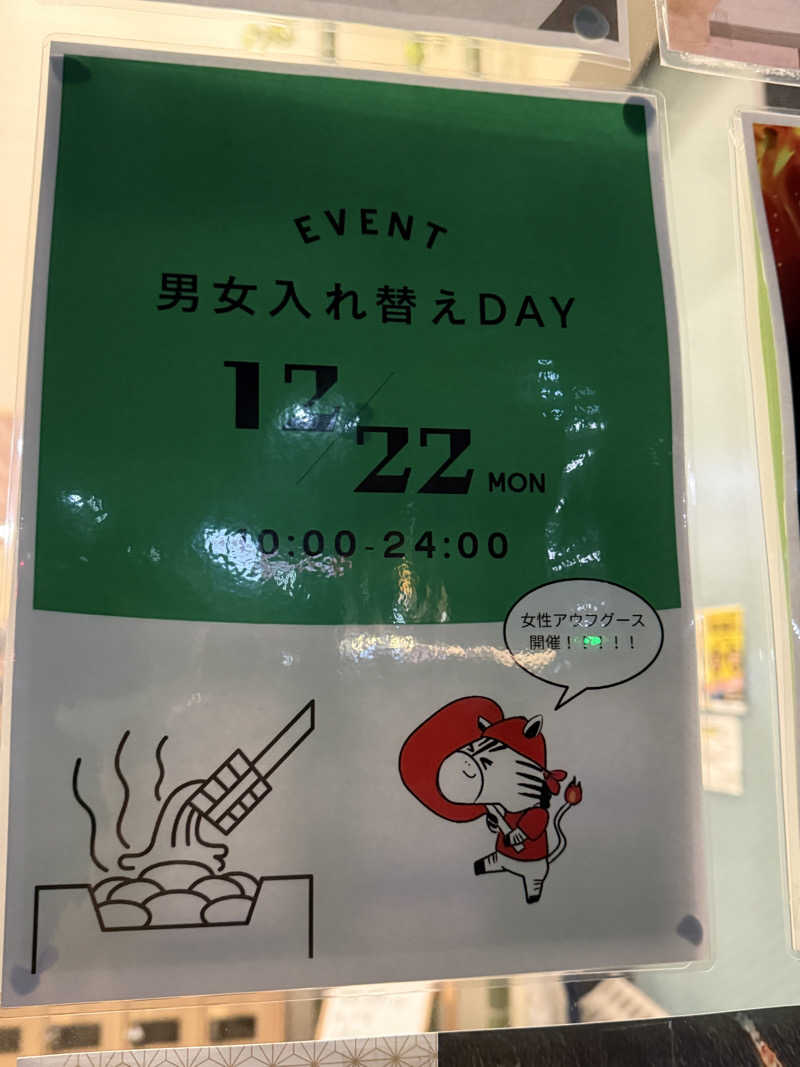 EVENT
男女入れ替えDAY
12/22 MON
10:00-24:00
女性アウフグース
開催！！！！！